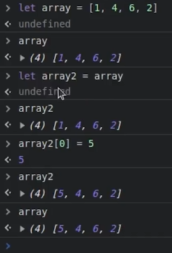 > let array = [1, 4, 6, 2]
< undefined
> array
< ▶ (4) [1, 4, 6, 2]
> let array2 = array
< undefined
> array2
< ▶ (4) [1, 4, 6, 2]
> array2[0] = 5
< 5
> array2
< ▶ (4) [5, 4, 6, 2]
> array
< ▶ (4) [5, 4, 6, 2]
>